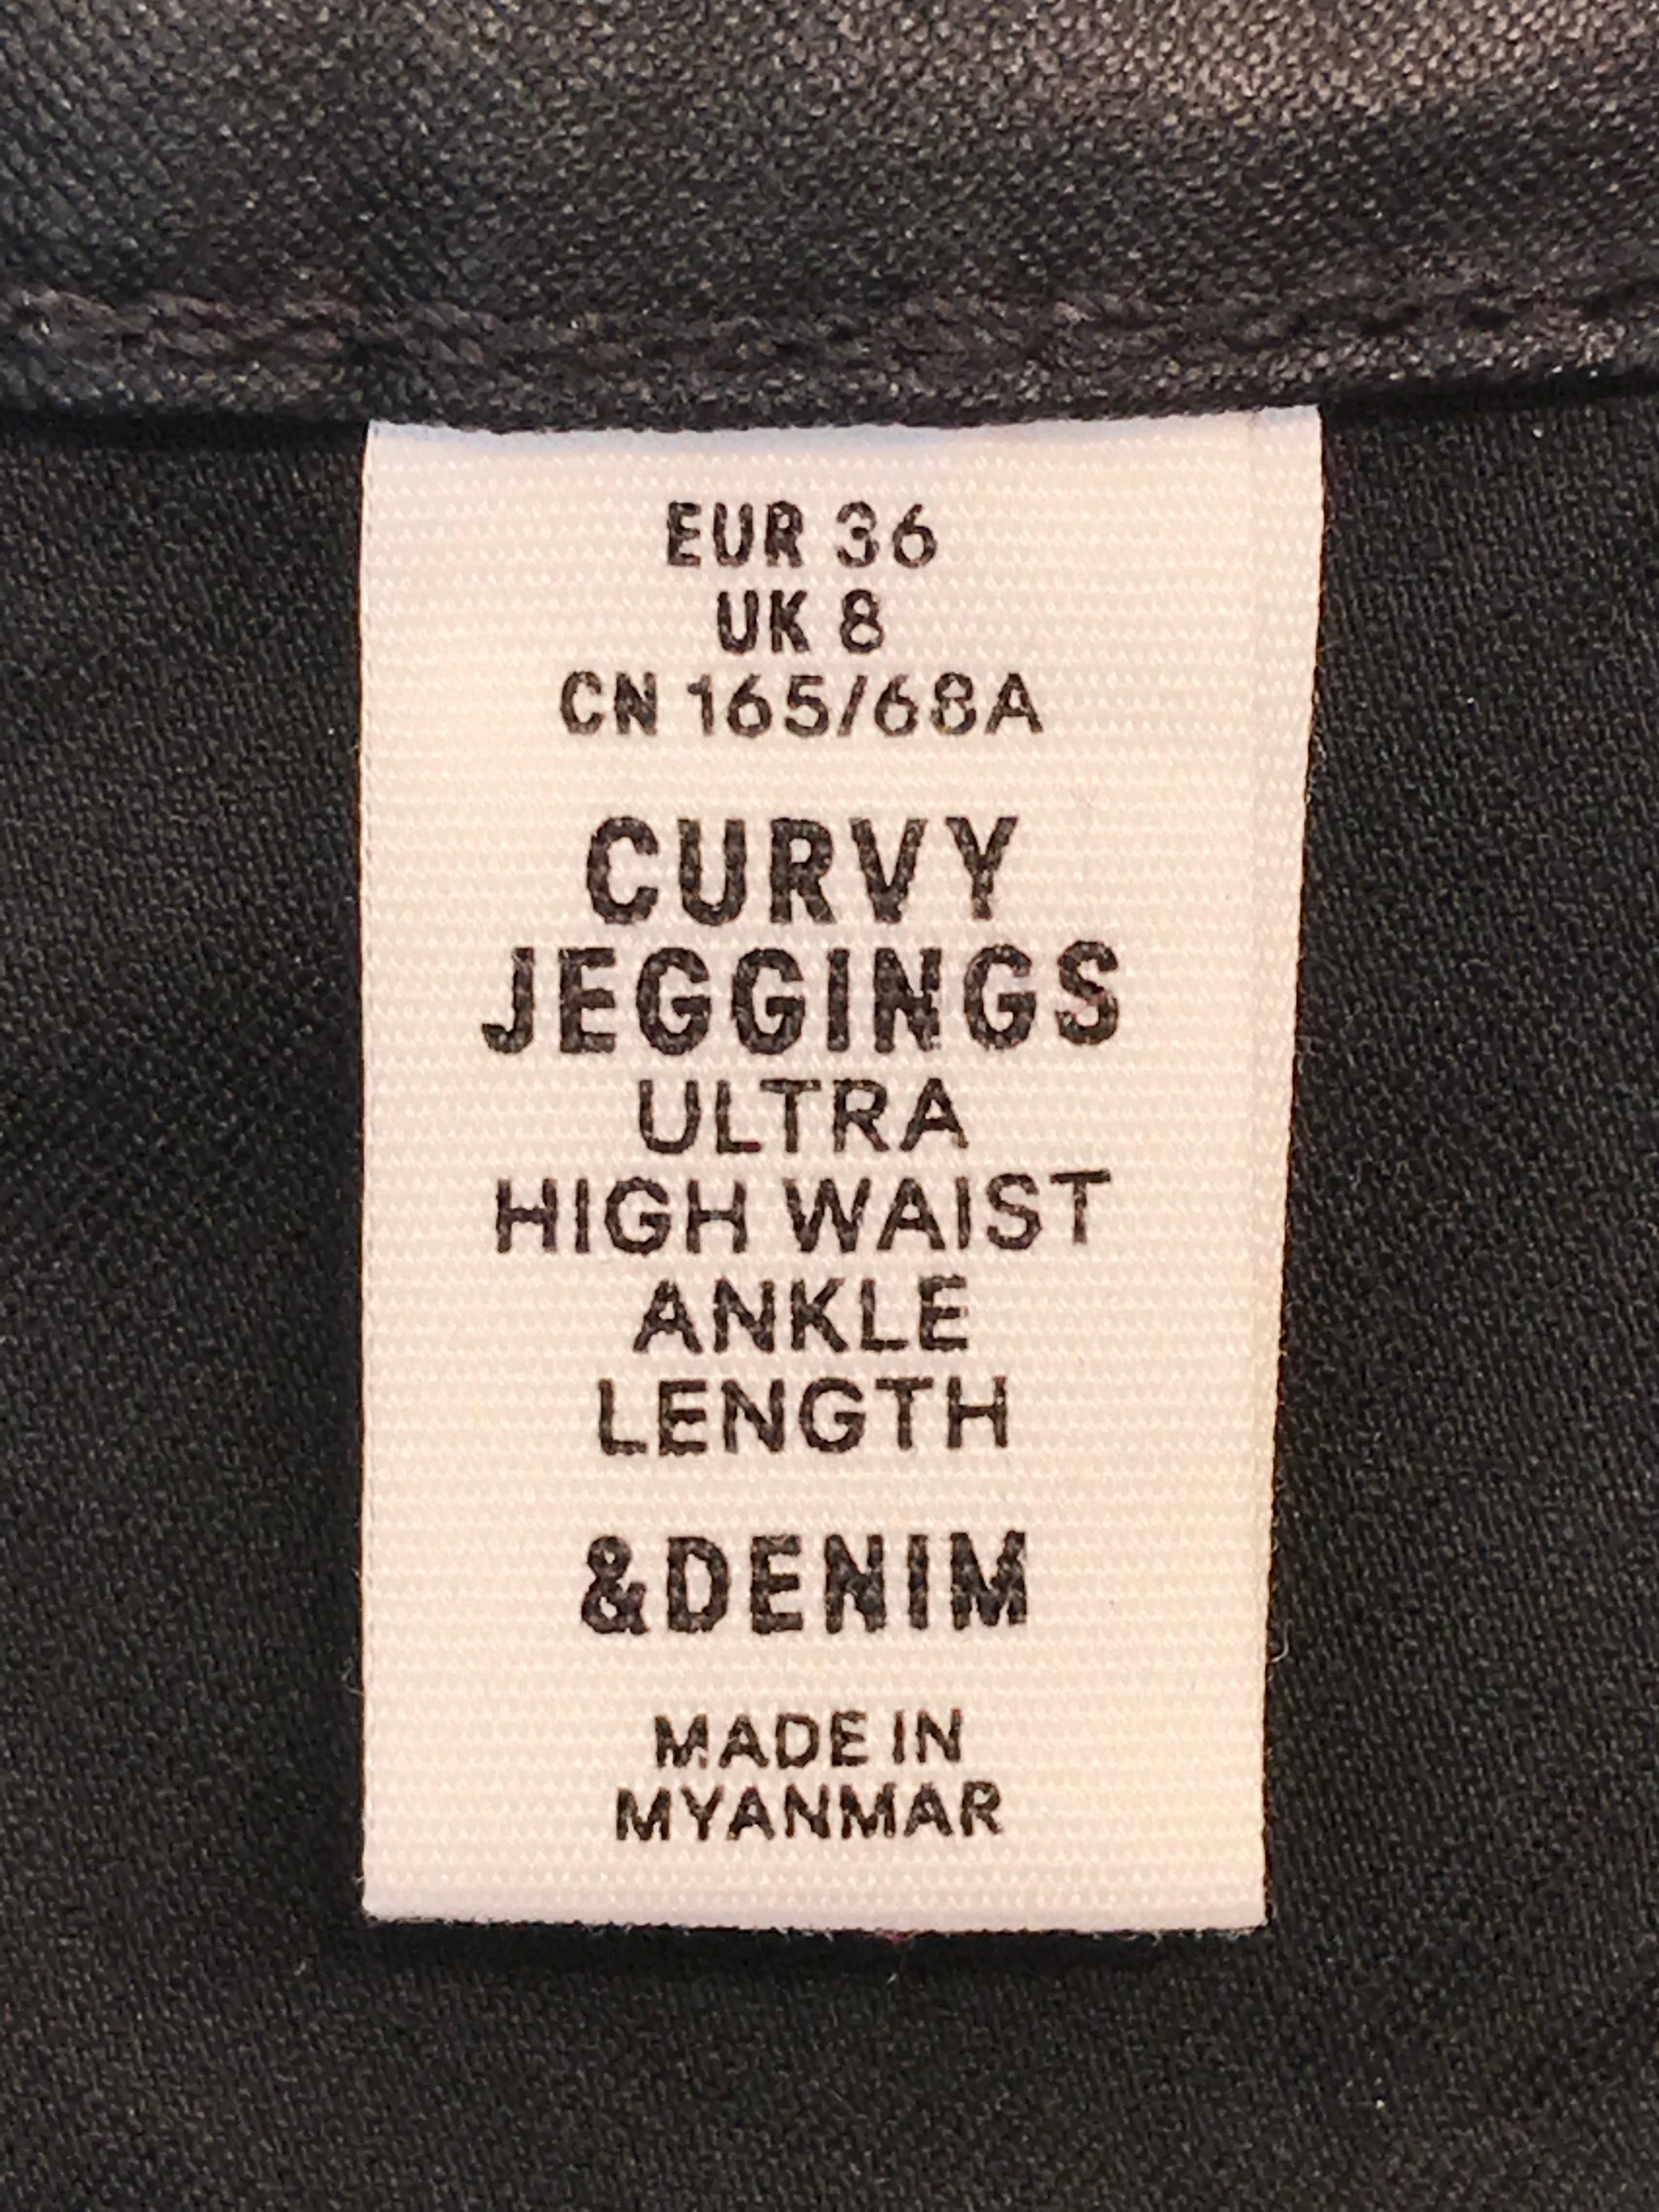 EUR 36
UK 8
CN 165/68A
CURVY
JEGGINGS
ULTRA
HIGH WAIST
ANKLE
LENGTH
&DENIM
MADE IN
MYANMAR